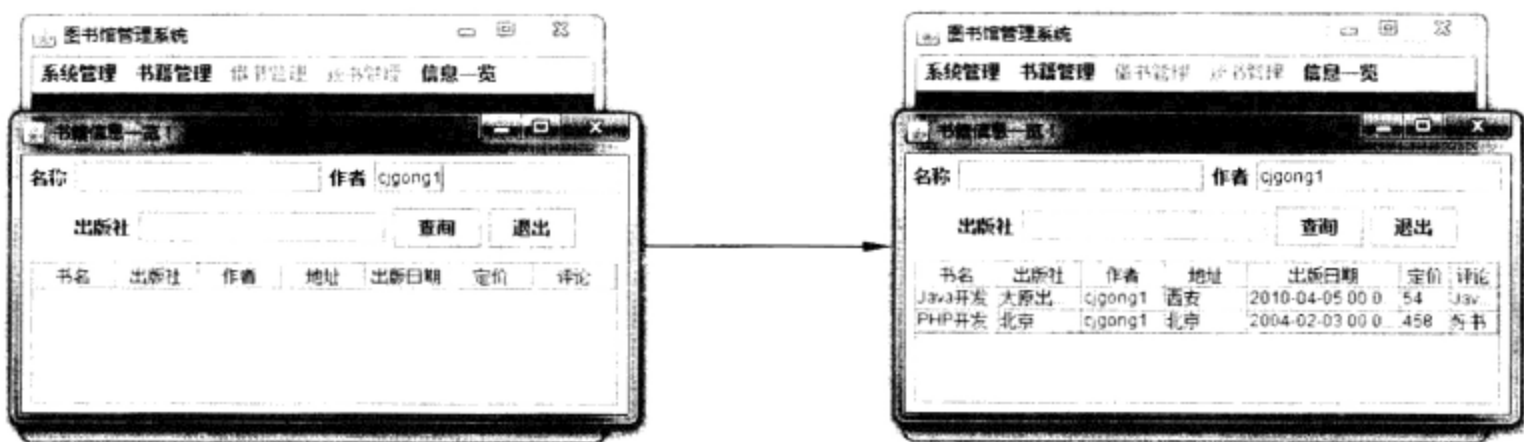 图书馆管理系统
系统管理 书籍管理 借书管理 还书管理 信息一览
书籍信息一览！
名称 作者 cjgong1
出版社 查询 退出
书名 出版社 作者 地址 出版日期 定价 评论
图书馆管理系统
系统管理 书籍管理 借书管理 还书管理 信息一览
书籍信息一览！
名称 作者 cjgong1
出版社 查询 退出
书名 出版社 作者 地址 出版日期 定价 评论
Java开发 太原出... cjgong1 西安 2010-04-05 00:0... 54 Jav...
PHP开发 北京 cjgong1 北京 2004-02-03 00:0... 458